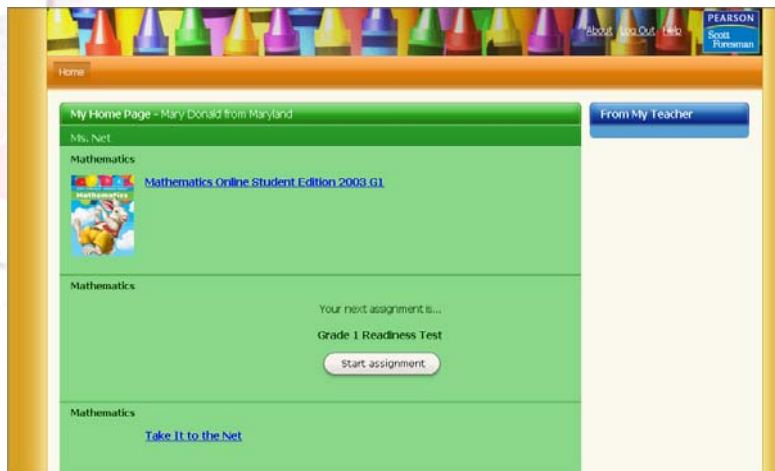 About Log Out Help
PEARSON
Scott
Foresman
Home
My Home Page - Mary Donald from Maryland
From My Teacher
Ms. Net
Mathematics
Mathematics Online Student Edition 2003 G1
Mathematics
Mathematics
Your next assignment is...
Grade 1 Readiness Test
Start assignment
Mathematics
Take It to the Net